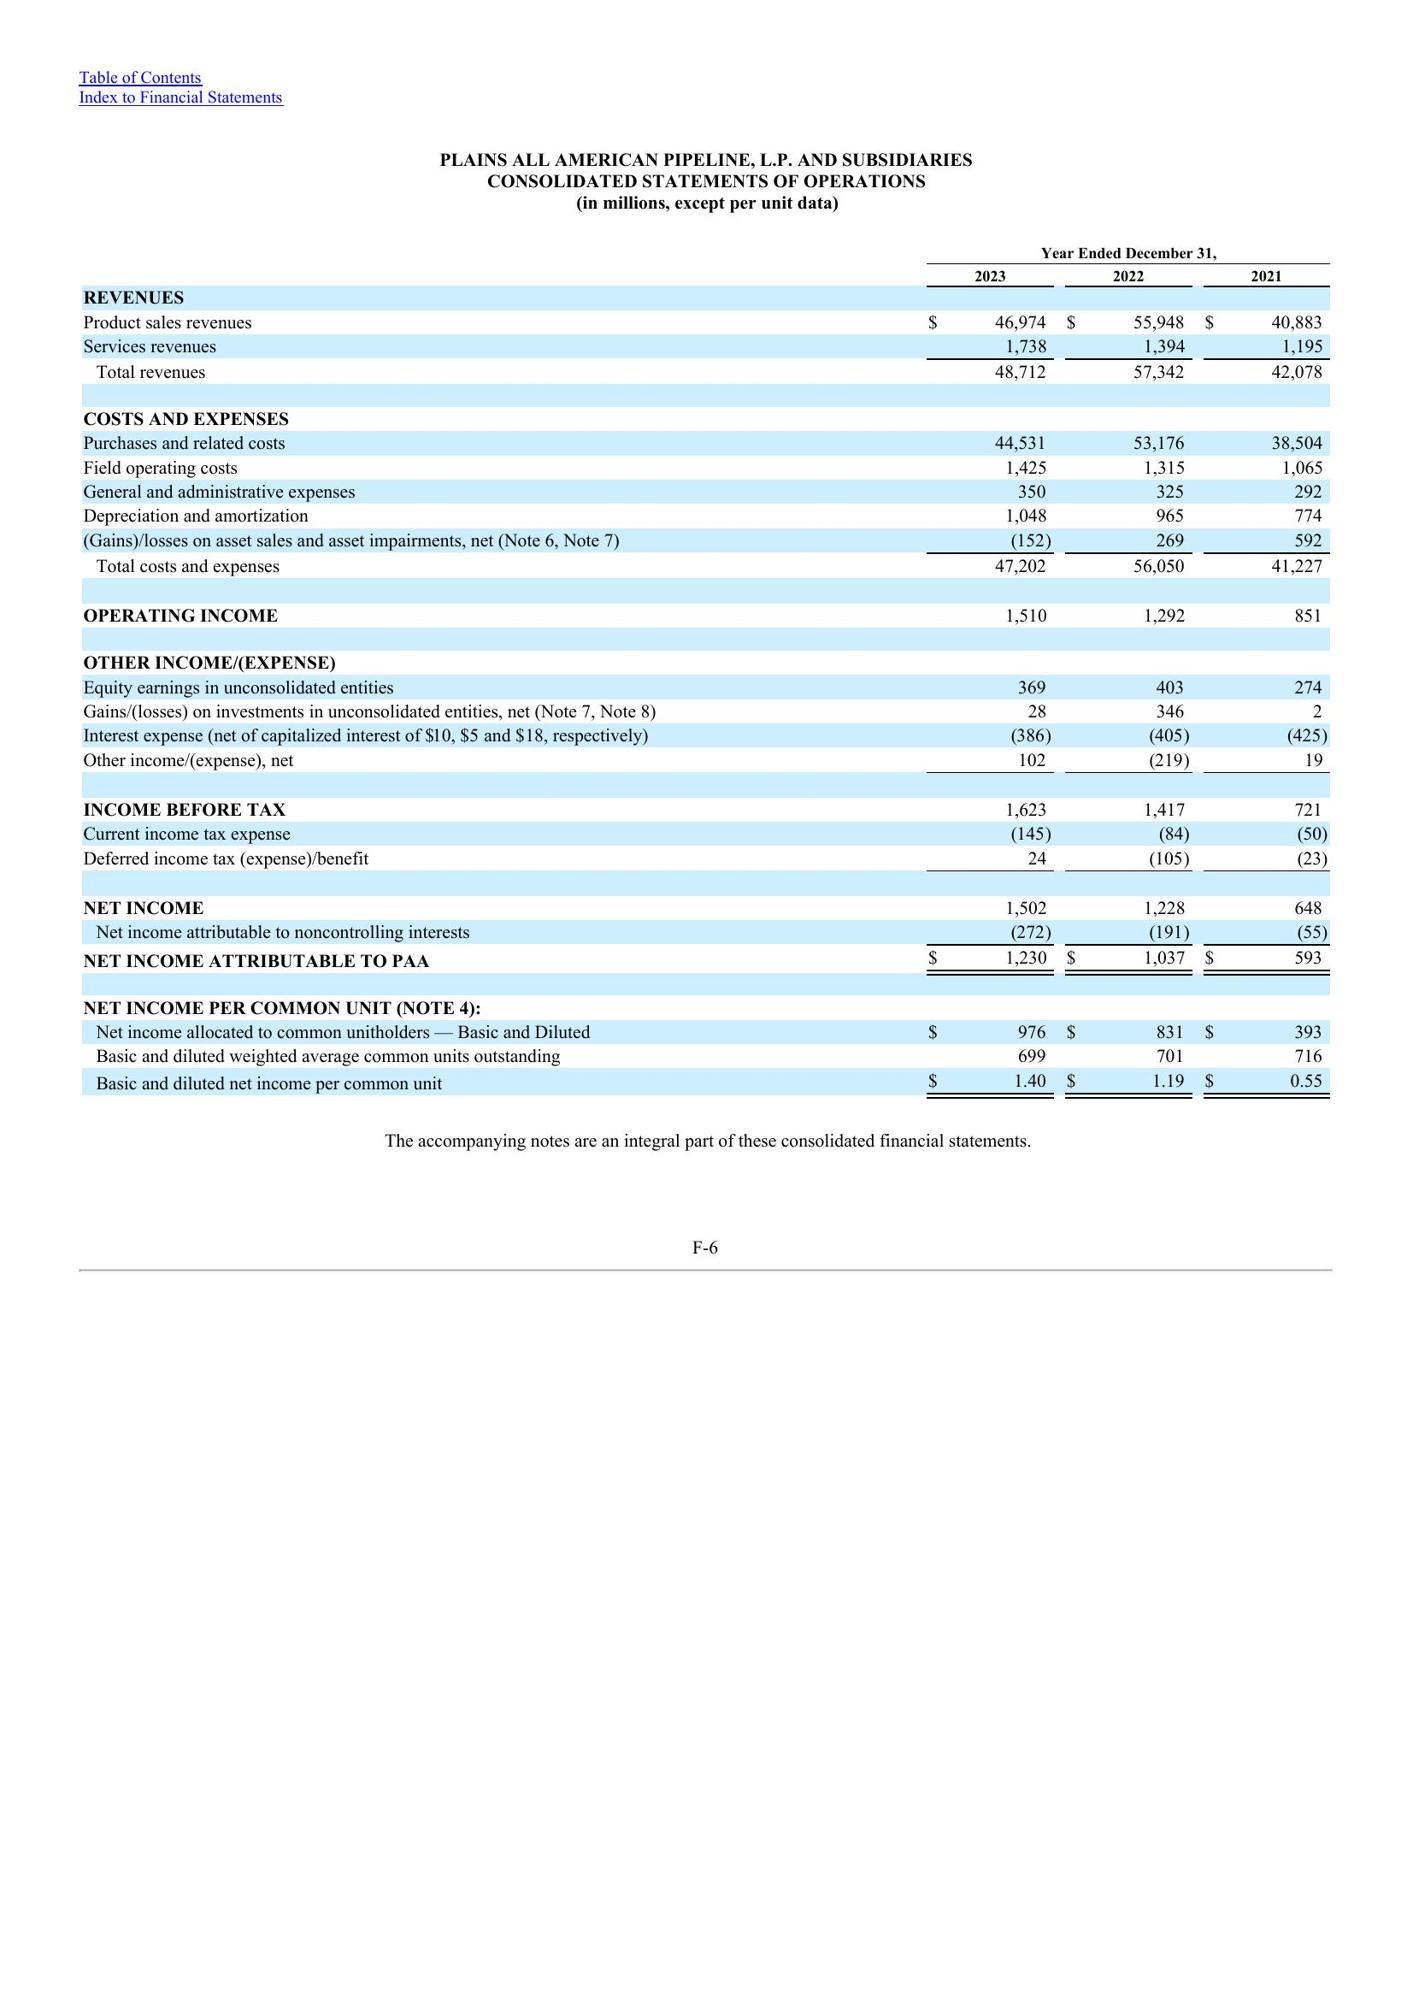 Table of Contents
Index to Financial Statements
PLAINS ALL AMERICAN PIPELINE, L.P. AND SUBSIDIARIES
CONSOLIDATED STATEMENTS OF OPERATIONS
(in millions, except per unit data)
Year Ended December 31,
2023 2022 2021
REVENUES
Product sales revenues $ 46,974 $ 55,948 $ 40,883
Services revenues 1,738 1,394 1,195
Total revenues 48,712 57,342 42,078
COSTS AND EXPENSES
Purchases and related costs 44,531 53,176 38,504
Field operating costs 1,425 1,315 1,065
General and administrative expenses 350 325 292
Depreciation and amortization 1,048 965 774
(Gains)/losses on asset sales and asset impairments, net (Note 6, Note 7) (152) 269 592
Total costs and expenses 47,202 56,050 41,227
OPERATING INCOME 1,510 1,292 851
OTHER INCOME/(EXPENSE)
Equity earnings in unconsolidated entities 369 403 274
Gains/(losses) on investments in unconsolidated entities, net (Note 7, Note 8) 28 346 2
Interest expense (net of capitalized interest of $10, $5 and $18, respectively) (386) (405) (425)
Other income/(expense), net 102 (219) 19
INCOME BEFORE TAX 1,623 1,417 721
Current income tax expense (145) (84) (50)
Deferred income tax (expense)/benefit 24 (105) (23)
NET INCOME 1,502 1,228 648
Net income attributable to noncontrolling interests (272) (191) (55)
NET INCOME ATTRIBUTABLE TO PAA $ 1,230 $ 1,037 $ 593
NET INCOME PER COMMON UNIT (NOTE 4):
Net income allocated to common unitholders — Basic and Diluted $ 976 $ 831 $ 393
Basic and diluted weighted average common units outstanding 699 701 716
Basic and diluted net income per common unit $ 1.40 $ 1.19 $ 0.55
The accompanying notes are an integral part of these consolidated financial statements.
F-6